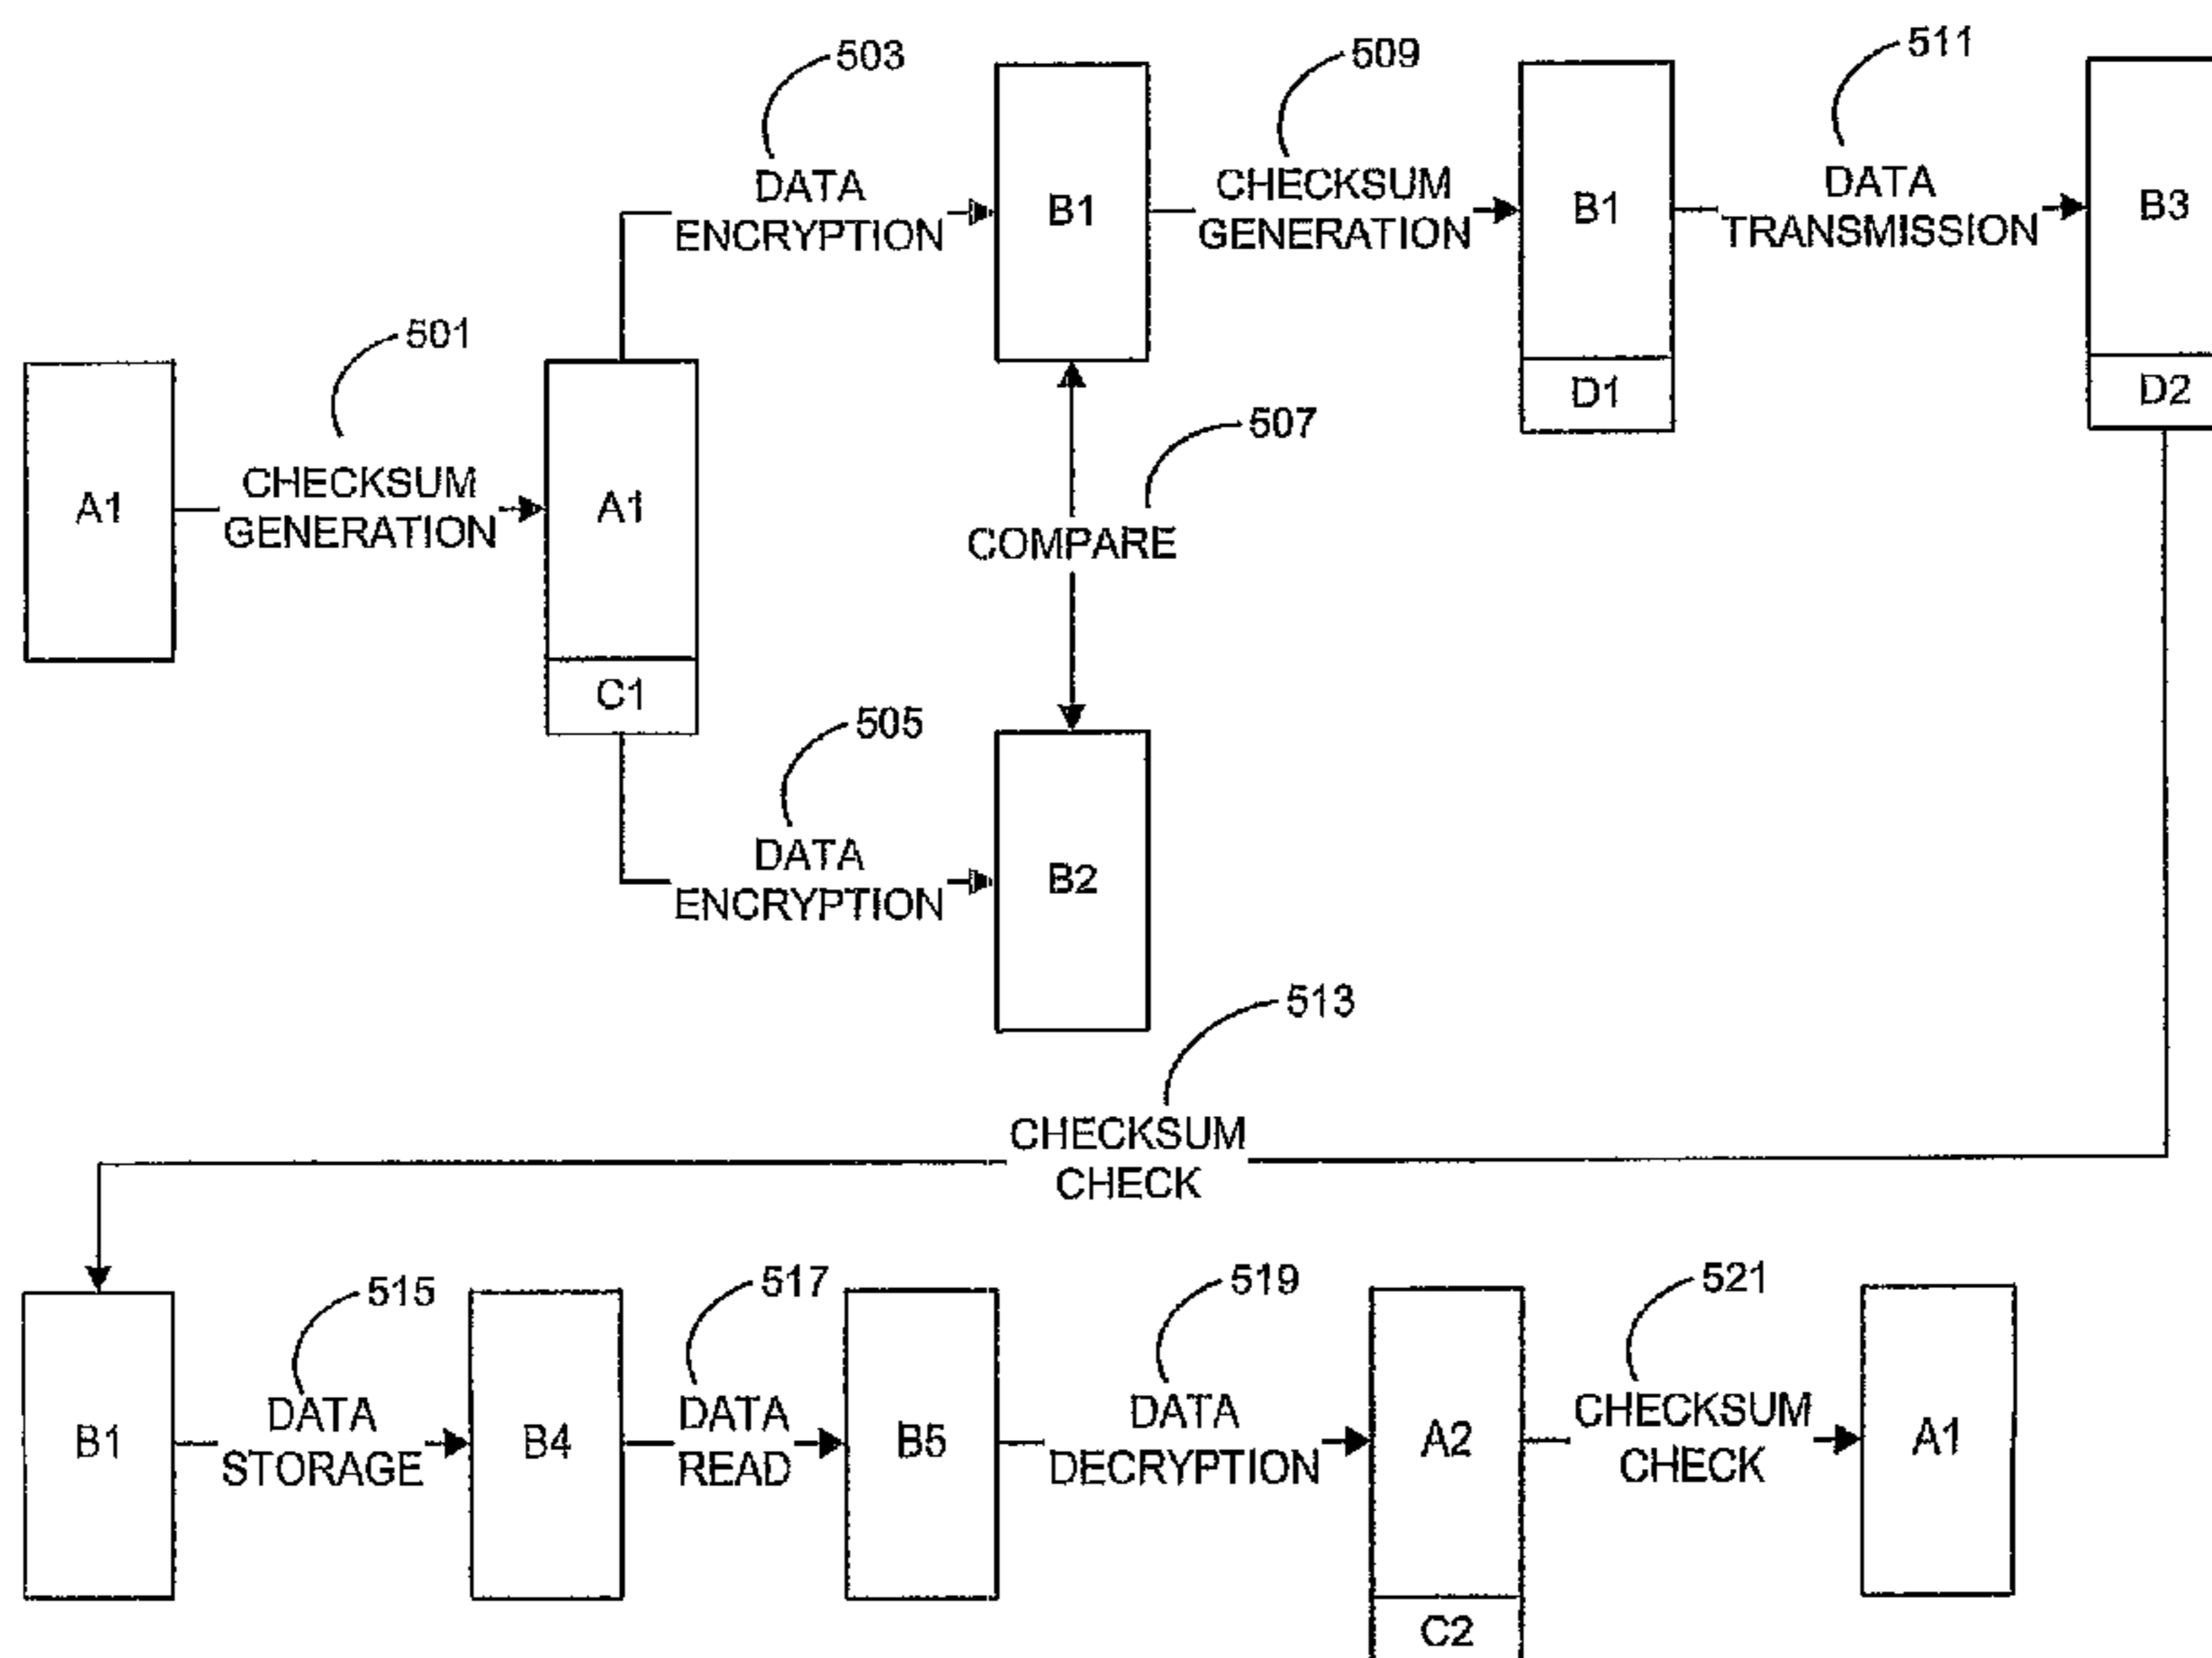 503
509
511
DATA
ENCRYPTION
B1
CHECKSUM
GENERATION
B1
DATA
TRANSMISSION
B3
D1
D2
501
507
A1
CHECKSUM
GENERATION
A1
COMPARE
C1
505
DATA
ENCRYPTION
B2
513
CHECKSUM
CHECK
515
517
519
521
B1
DATA
STORAGE
B4
DATA
READ
B5
DATA
DECRYPTION
A2
CHECKSUM
CHECK
A1
C2